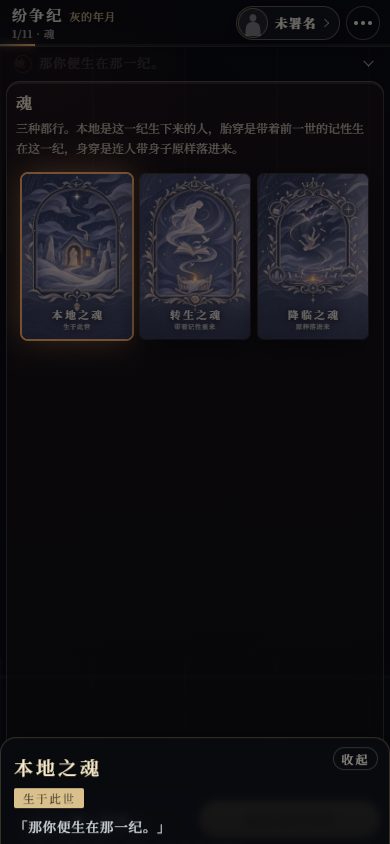 纷争纪 灰的年月
1/11 · 魂
未署名
那你便生在那一纪。
魂
三种都行。本地是这一纪生下来的人，胎穿是带着前一世的记性生
在这一纪，身穿是连人带身子原样落进来。
本地之魂
生于此世
转生之魂
带着记性重来
降临之魂
原样落进来
本地之魂
收起
生于此世
「那你便生在那一纪。」